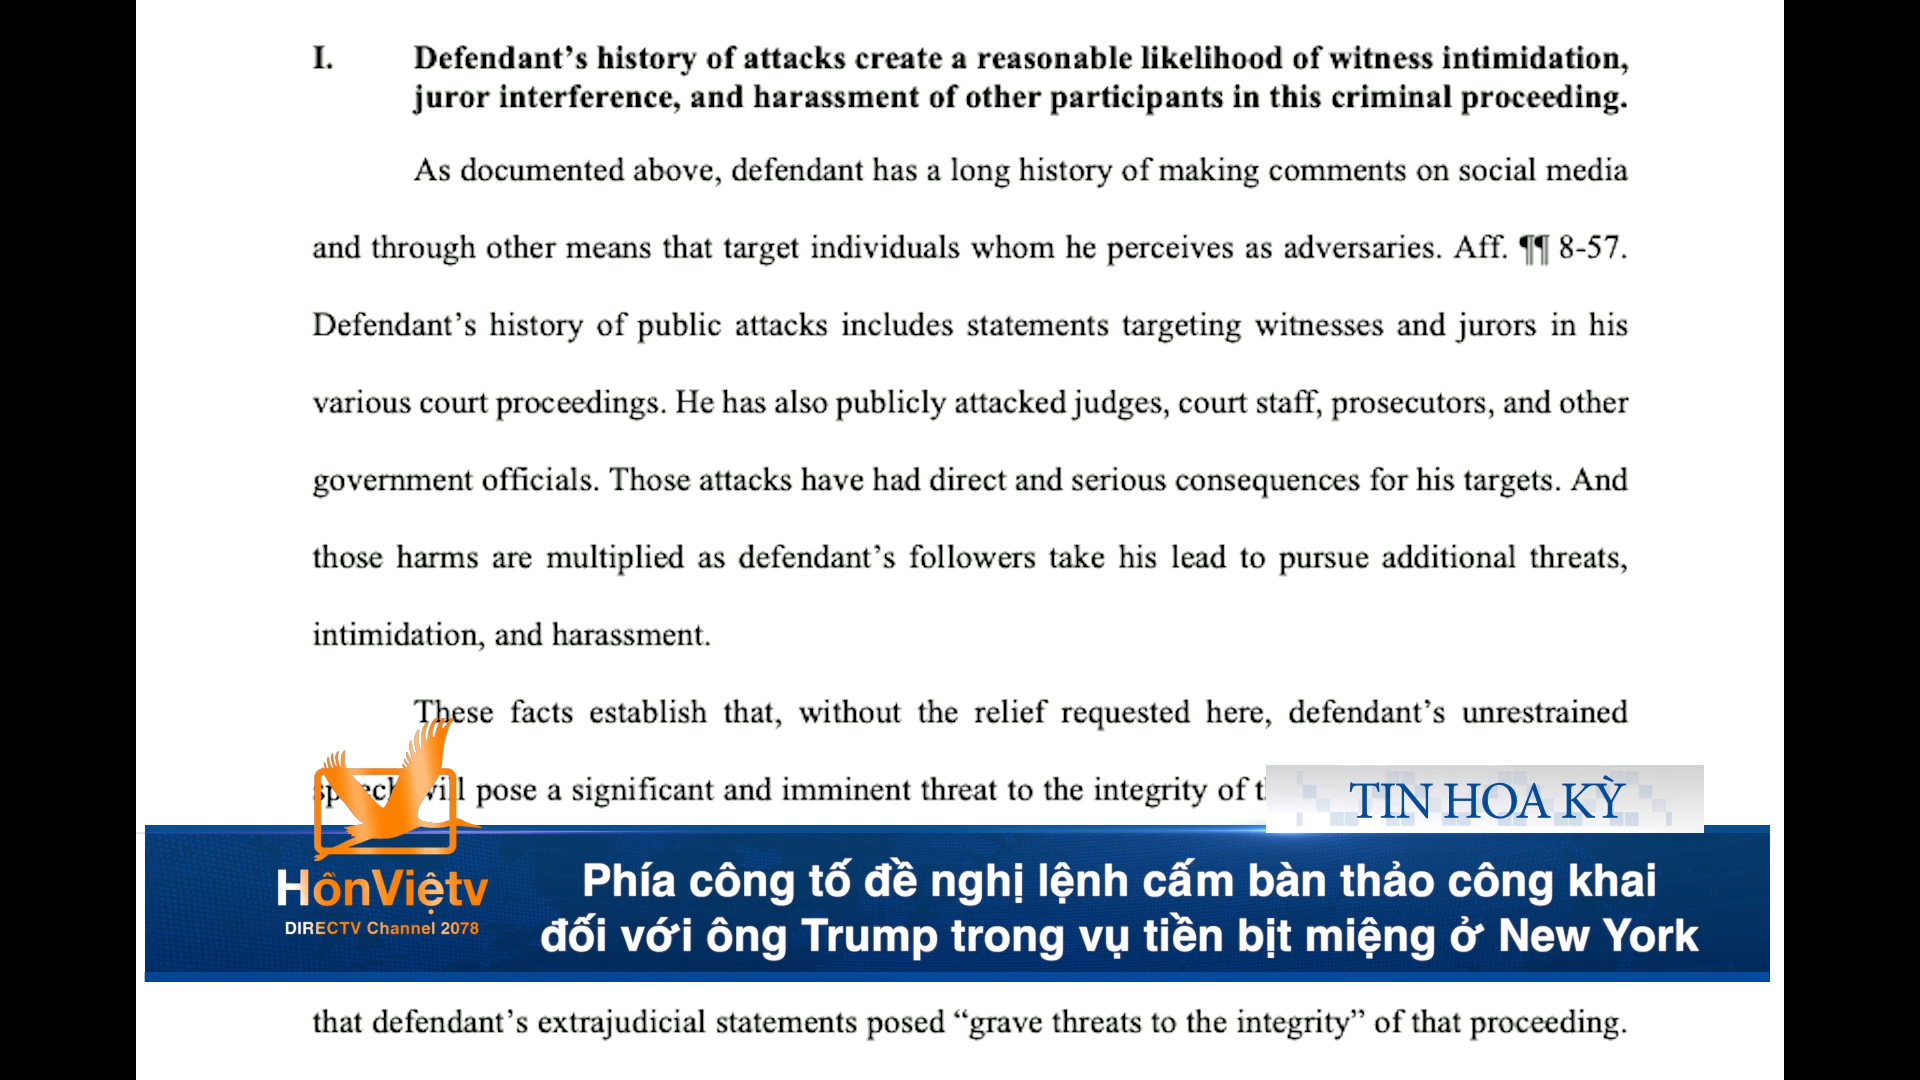 I. Defendant’s history of attacks create a reasonable likelihood of witness intimidation,
juror interference, and harassment of other participants in this criminal proceeding.
As documented above, defendant has a long history of making comments on social media
and through other means that target individuals whom he perceives as adversaries. Aff. ¶¶ 8-57.
Defendant’s history of public attacks includes statements targeting witnesses and jurors in his
various court proceedings. He has also publicly attacked judges, court staff, prosecutors, and other
government officials. Those attacks have had direct and serious consequences for his targets. And
those harms are multiplied as defendant’s followers take his lead to pursue additional threats,
intimidation, and harassment.
These facts establish that, without the relief requested here, defendant’s unrestrained
pose a significant and imminent threat to the integrity of
TIN HOA KỲ
HồnViệtv
DIRECTV Channel 2078
Phía công tố đề nghị lệnh cấm bàn thảo công khai
đối với ông Trump trong vụ tiền bịt miệng ở New York
that defendant’s extrajudicial statements posed “grave threats to the integrity” of that proceeding.